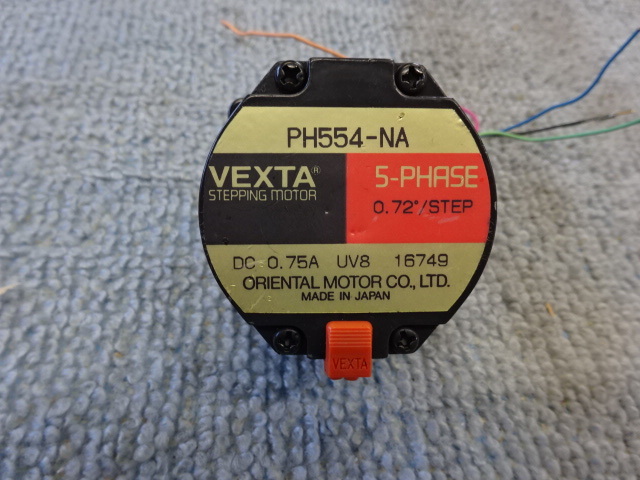 PH554-NA
VEXTA®
STEPPING MOTOR
5-PHASE
0.72°/STEP
DC 0.75A UV8 16749
ORIENTAL MOTOR CO., LTD.
MADE IN JAPAN
VEXTA